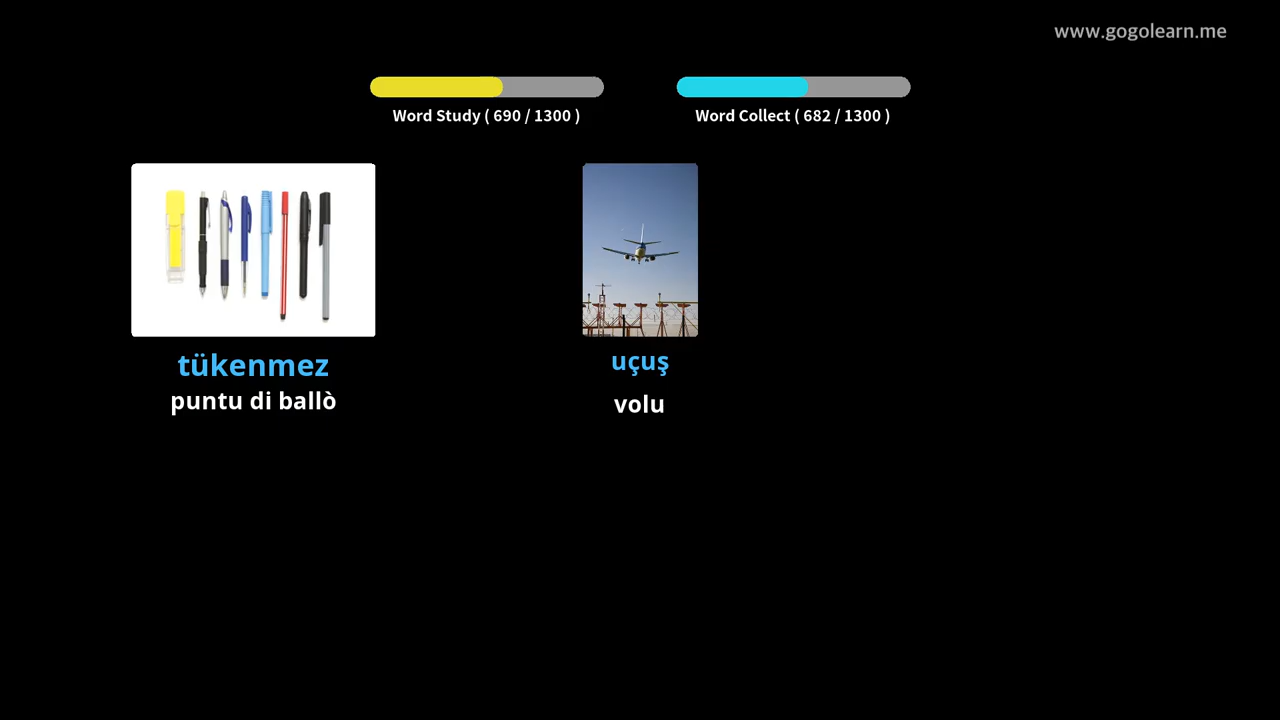 www.gogolearn.me
Word Study ( 690 / 1300 )
Word Collect ( 682 / 1300 )
tükenmez
puntu di ballò
uçuş
volu